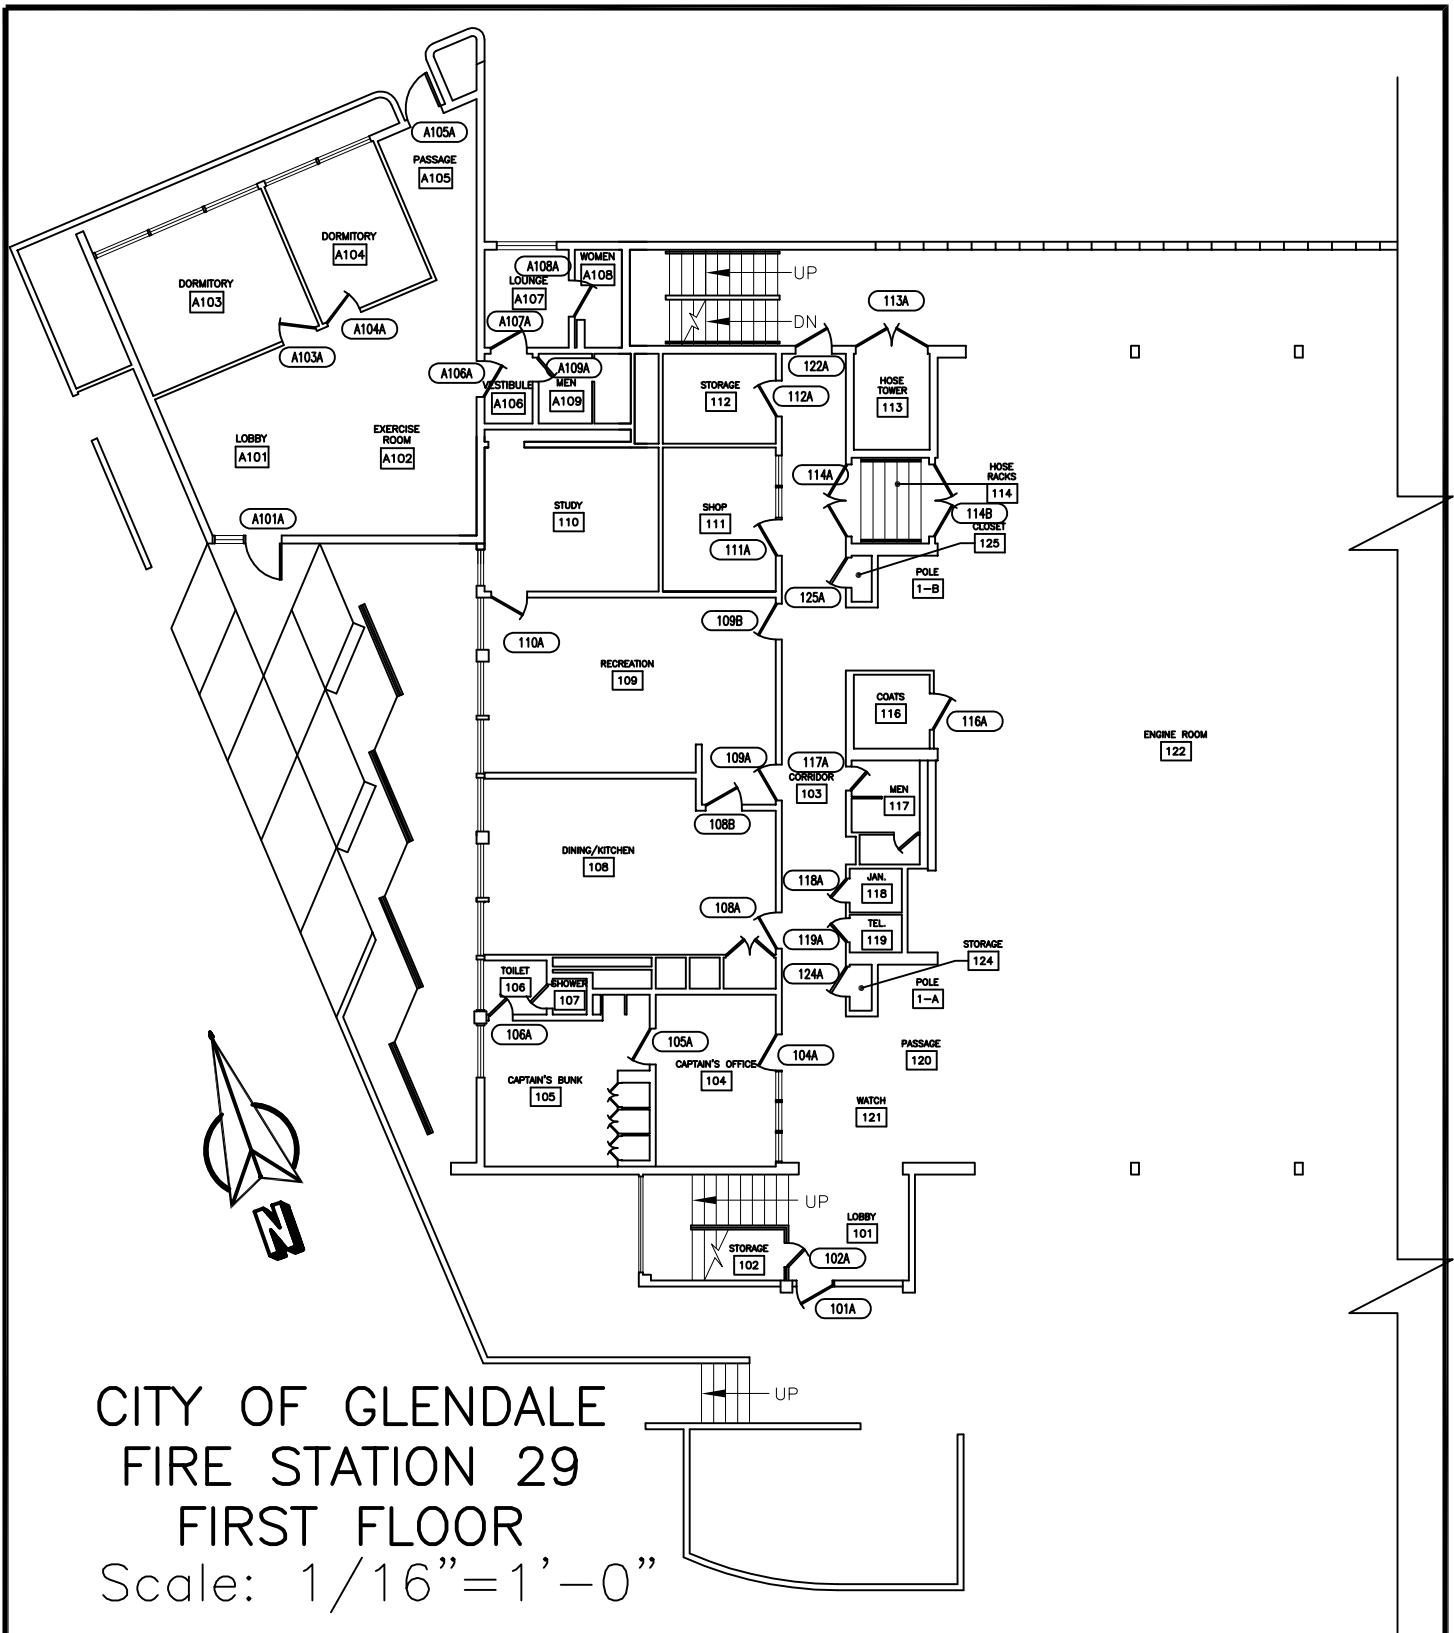 A105A
PASSAGE
A105
DORMITORY
A104
DORMITORY
A103
A104A
A103A
WOMEN
A108
A108A
LOUNGE
A107
A107A
UP
DN
113A
122A
A106A
A109A
VESTIBULE
A106
MEN
A109
STORAGE
112
112A
HOSE
TOWER
113
LOBBY
A101
EXERCISE
ROOM
A102
A101A
STUDY
110
SHOP
111
111A
114A
HOSE
RACKS
114
114B
CLOSET
125
POLE
1-B
125A
110A
109B
RECREATION
109
COATS
116
116A
ENGINE ROOM
122
109A
117A
CORRIDOR
103
MEN
117
108B
DINING/KITCHEN
108
118A
JAN.
118
108A
119A
TEL.
119
STORAGE
124
124A
POLE
1-A
TOILET
106
SHOWER
107
106A
105A
104A
CAPTAIN'S OFFICE
104
CAPTAIN'S BUNK
105
PASSAGE
120
WATCH
121
N
UP
LOBBY
101
STORAGE
102
102A
101A
UP
CITY OF GLENDALE
FIRE STATION 29
FIRST FLOOR
Scale: 1/16"=1'-0"